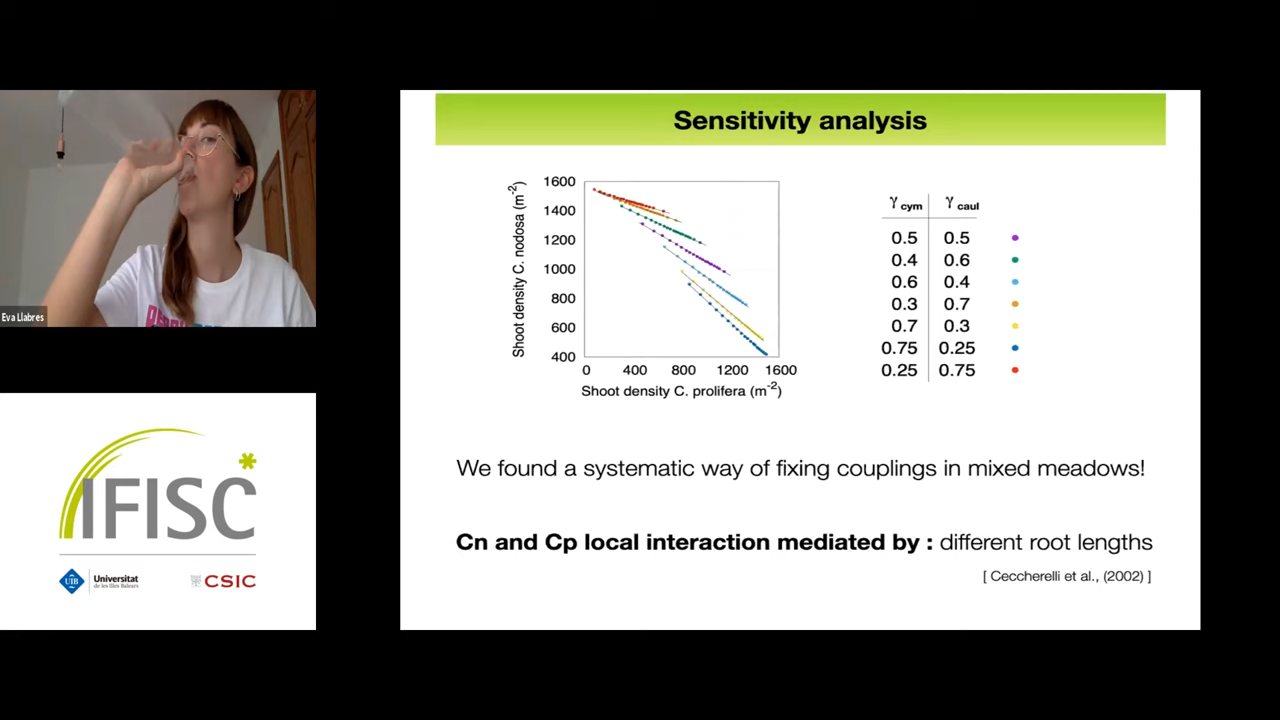 Sensitivity analysis
Shoot density C. nodosa (m-2)
1600
1400
1200
1000
800
600
400
0 400 800 1200 1600
Shoot density C. prolifera (m-2)
γ cym γ caul
0.5 0.5
0.4 0.6
0.6 0.4
0.3 0.7
0.7 0.3
0.75 0.25
0.25 0.75
We found a systematic way of fixing couplings in mixed meadows!
Cn and Cp local interaction mediated by : different root lengths
[ Ceccherelli et al., (2002) ]
Eva Llabres
IFISC
UIB
Universitat
de les Illes Balears
CSIC